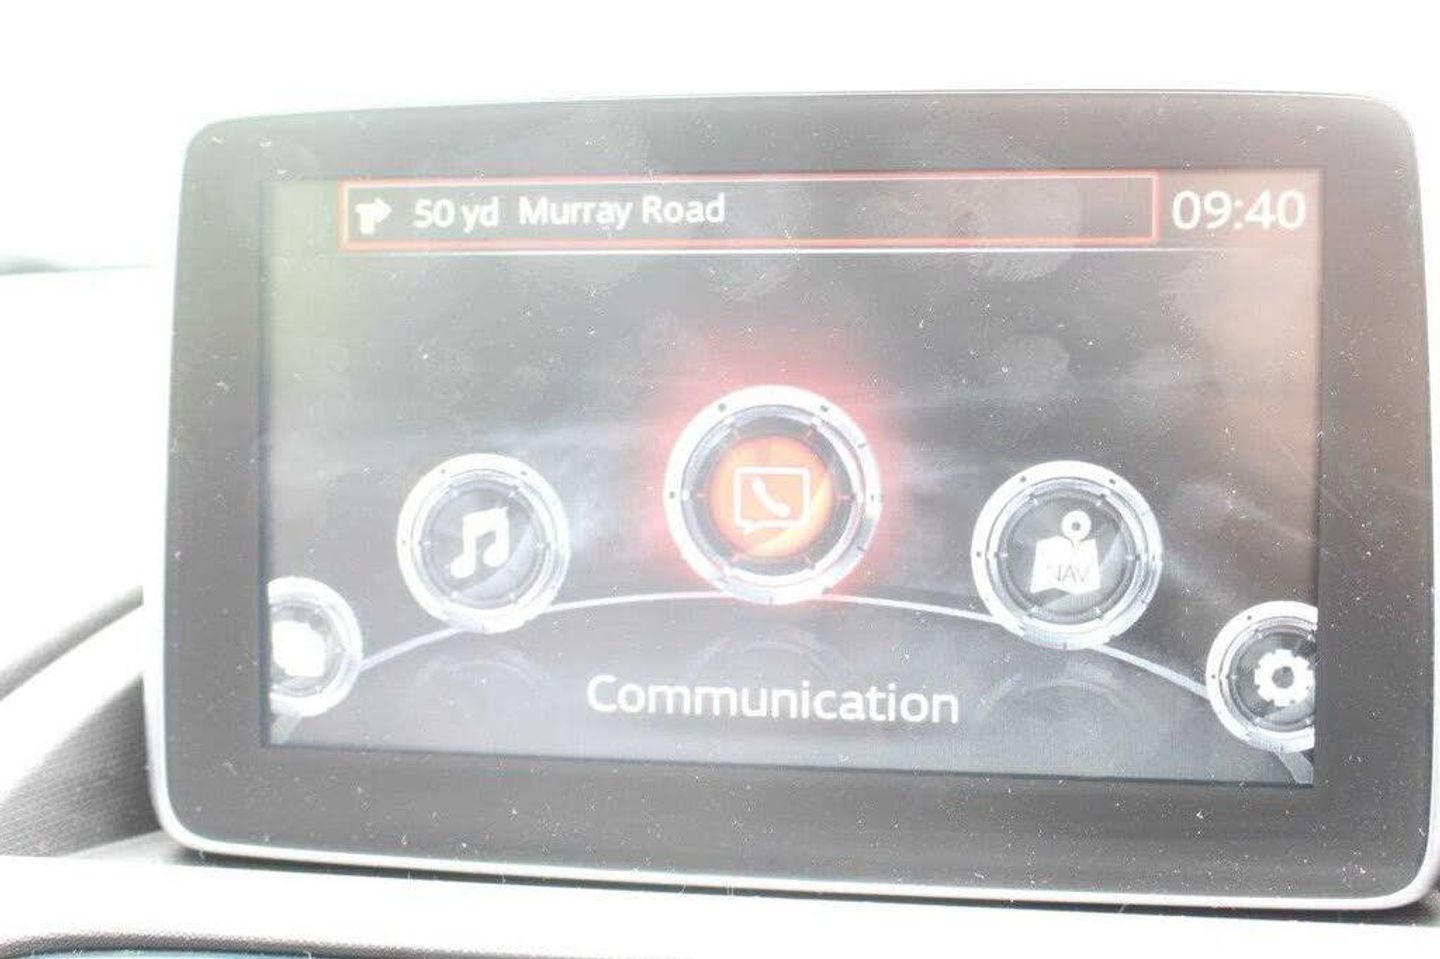 50 yd Murray Road 09:40
NAV
Communication